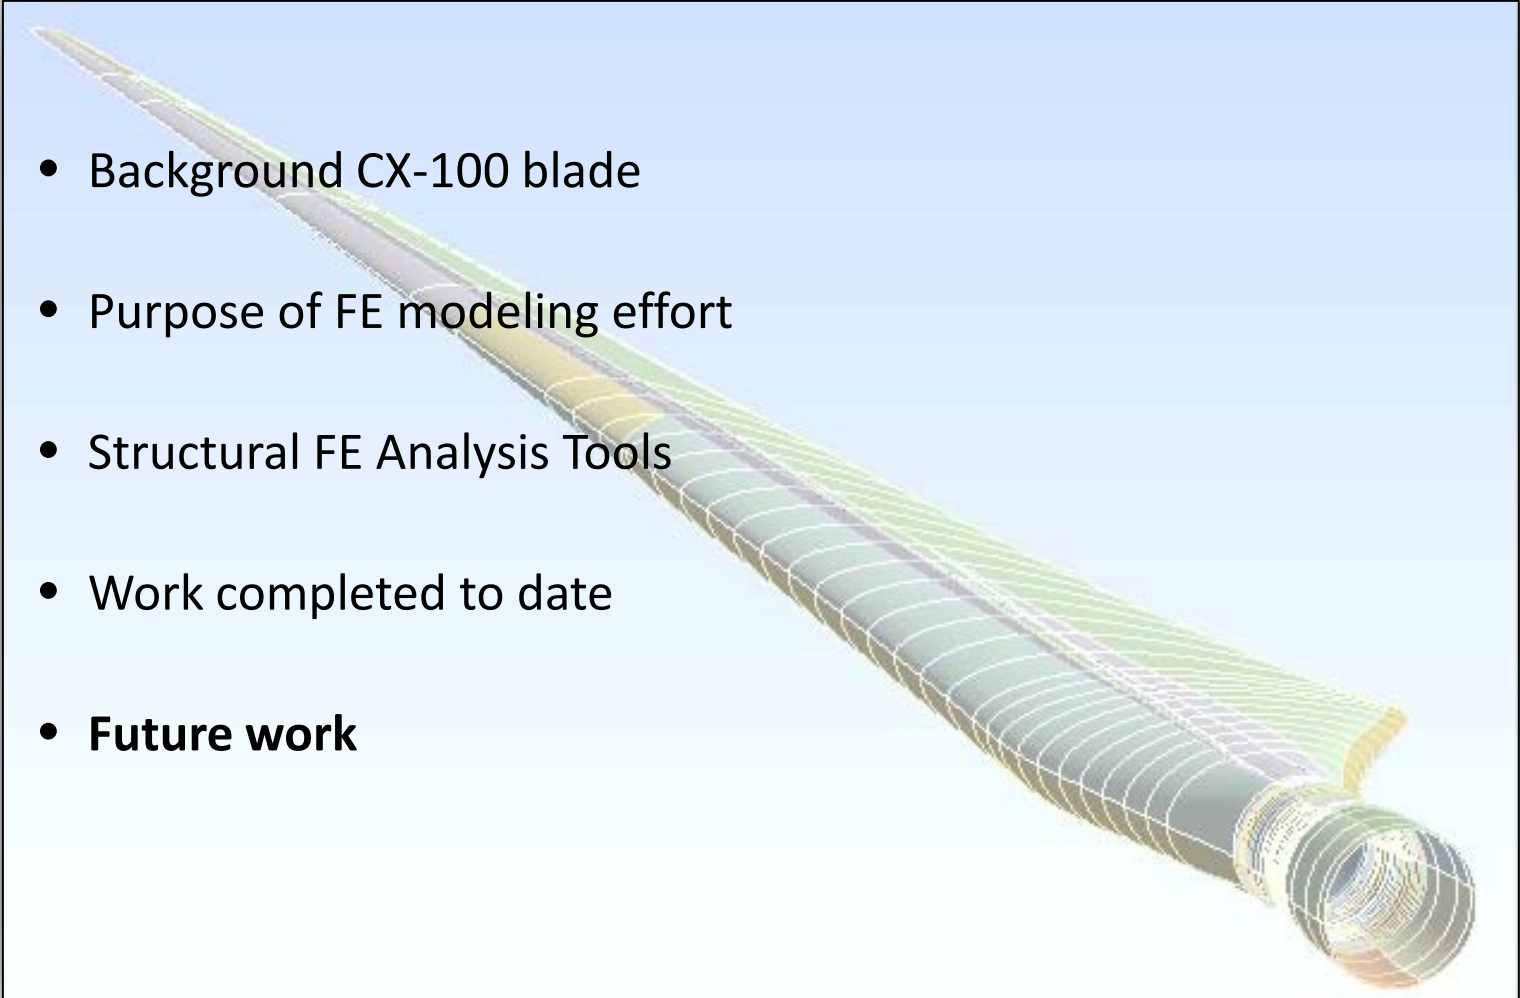 • Background CX-100 blade
• Purpose of FE modeling effort
• Structural FE Analysis Tools
• Work completed to date
• Future work